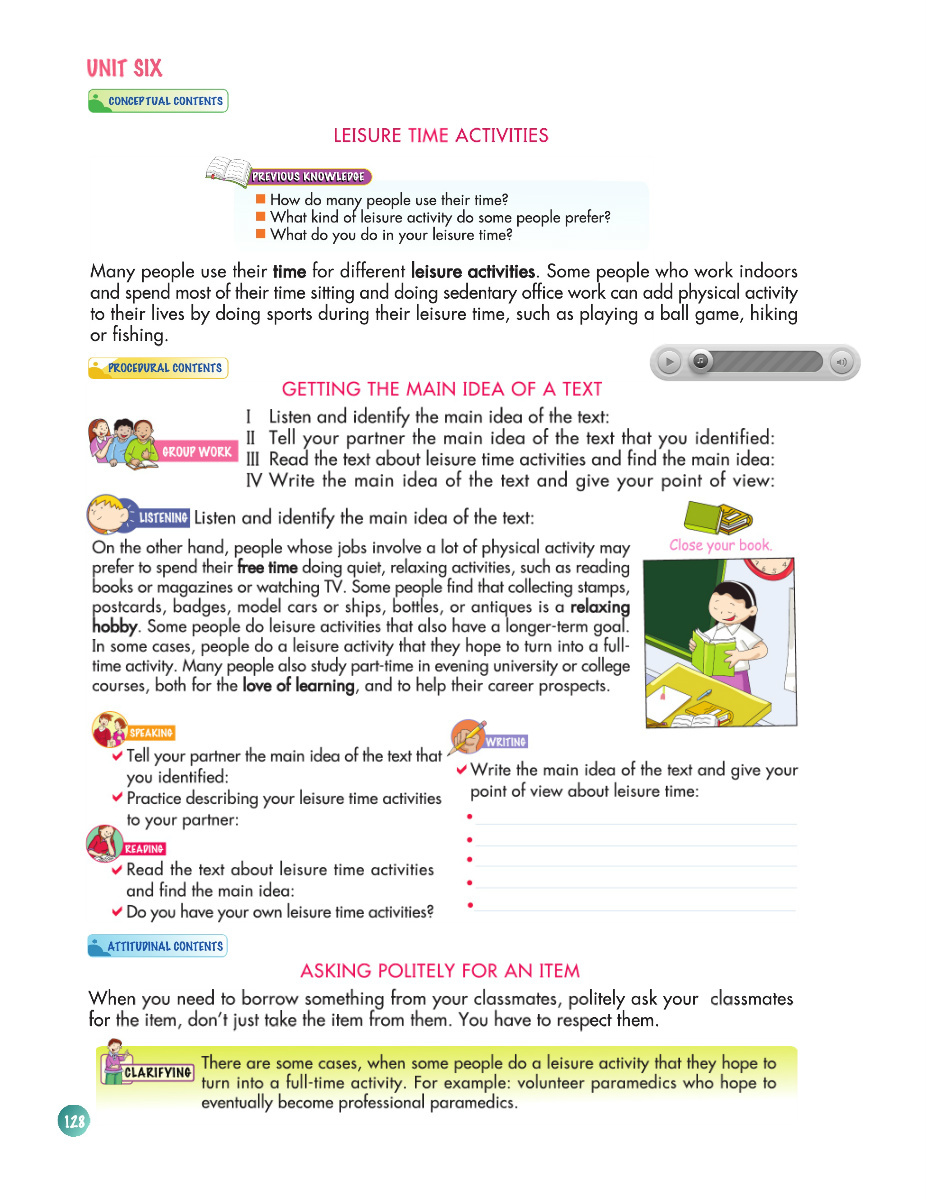 UNIT SIX
CONCEPTUAL CONTENTS
LEISURE TIME ACTIVITIES
PREVIOUS KNOWLEDGE
How do many people use their time?
What kind of leisure activity do some people prefer?
What do you do in your leisure time?
Many people use their time for different leisure activities. Some people who work indoors
and spend most of their time sitting and doing sedentary office work can add physical activity
to their lives by doing sports during their leisure time, such as playing a ball game, hiking
or fishing.
PROCEDURAL CONTENTS
GETTING THE MAIN IDEA OF A TEXT
GROUP WORK
I Listen and identify the main idea of the text:
II Tell your partner the main idea of the text that you identified:
III Read the text about leisure time activities and find the main idea:
IV Write the main idea of the text and give your point of view:
LISTENING Listen and identify the main idea of the text:
Close your book.
On the other hand, people whose jobs involve a lot of physical activity may
prefer to spend their free time doing quiet, relaxing activities, such as reading
books or magazines or watching TV. Some people find that collecting stamps,
postcards, badges, model cars or ships, bottles, or antiques is a relaxing
hobby. Some people do leisure activities that also have a longer-term goal.
In some cases, people do a leisure activity that they hope to turn into a full-
time activity. Many people also study part-time in evening university or college
courses, both for the love of learning, and to help their career prospects.
SPEAKING
Tell your partner the main idea of the text that
you identified:
Practice describing your leisure time activities
to your partner:
READING
Read the text about leisure time activities
and find the main idea:
Do you have your own leisure time activities?
WRITING
Write the main idea of the text and give your
point of view about leisure time:
ATTITUDINAL CONTENTS
ASKING POLITELY FOR AN ITEM
When you need to borrow something from your classmates, politely ask your classmates
for the item, don't just take the item from them. You have to respect them.
CLARIFYING
There are some cases, when some people do a leisure activity that they hope to
turn into a full-time activity. For example: volunteer paramedics who hope to
eventually become professional paramedics.
128